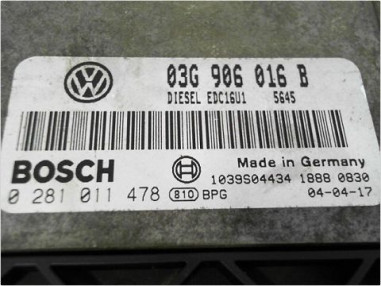 03G 906 016 B
DIESEL EDC16U1 5645
BOSCH Made in Germany
1039S04434 1888 0830
0 281 011 478 810 BPG 04-04-17